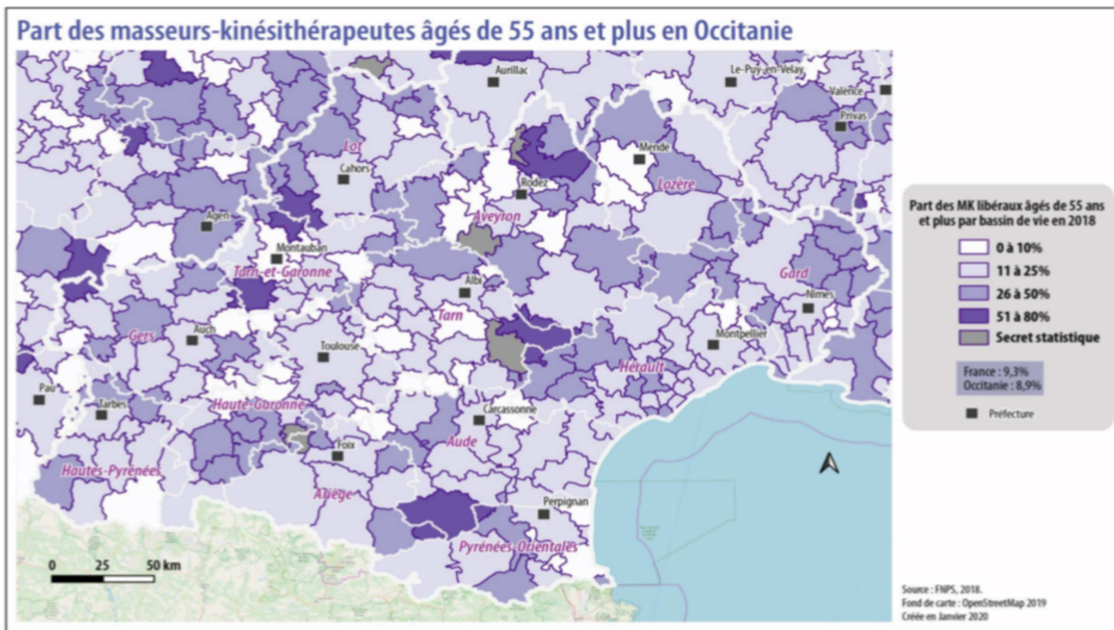 Part des masseurs-kinésithérapeutes âgés de 55 ans et plus en Occitanie
Aurillac
Le-Puy-en-Velay
Valence
Privas
Lot
Cahors
Mende
Lozère
Rodez
Aveyron
Agen
Montauban
Tarn-et-Garonne
Albi
Tarn
Gard
Nîmes
Gers
Auch
Toulouse
Montpellier
Hérault
Pau
Tarbes
Haute-Garonne
Carcassonne
Aude
Foix
Hautes-Pyrénées
Ariège
Perpignan
Pyrénées-Orientales
0 25 50 km
Part des MK libéraux âgés de 55 ans
et plus par bassin de vie en 2018
0 à 10%
11 à 25%
26 à 50%
51 à 80%
Secret statistique
France : 9,3%
Occitanie : 8,9%
Préfecture
Source : FNPS, 2018.
Fond de carte : OpenStreetMap 2019
Créée en Janvier 2020